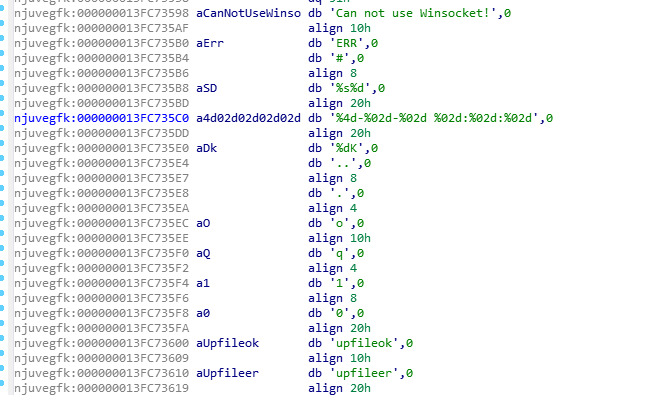 njuvegfk:000000013FC73598 aCanNotUseWinso db 'Can not use Winsocket!',0
njuvegfk:000000013FC735AF align 10h
njuvegfk:000000013FC735B0 aErr db 'ERR',0
njuvegfk:000000013FC735B4 db '#',0
njuvegfk:000000013FC735B6 align 8
njuvegfk:000000013FC735B8 aSD db '%s%d',0
njuvegfk:000000013FC735BD align 20h
njuvegfk:000000013FC735C0 a4d02d02d02d02d db '%4d-%02d-%02d %02d:%02d:%02d',0
njuvegfk:000000013FC735DD align 20h
njuvegfk:000000013FC735E0 aDk db '%dK',0
njuvegfk:000000013FC735E4 db '..',0
njuvegfk:000000013FC735E7 align 8
njuvegfk:000000013FC735E8 db '.',0
njuvegfk:000000013FC735EA align 4
njuvegfk:000000013FC735EC aO db 'o',0
njuvegfk:000000013FC735EE align 10h
njuvegfk:000000013FC735F0 aQ db 'q',0
njuvegfk:000000013FC735F2 align 4
njuvegfk:000000013FC735F4 a1 db '1',0
njuvegfk:000000013FC735F6 align 8
njuvegfk:000000013FC735F8 a0 db '0',0
njuvegfk:000000013FC735FA align 20h
njuvegfk:000000013FC73600 aUpfileok db 'upfileok',0
njuvegfk:000000013FC73609 align 10h
njuvegfk:000000013FC73610 aUpfileer db 'upfileer',0
njuvegfk:000000013FC73619 align 20h